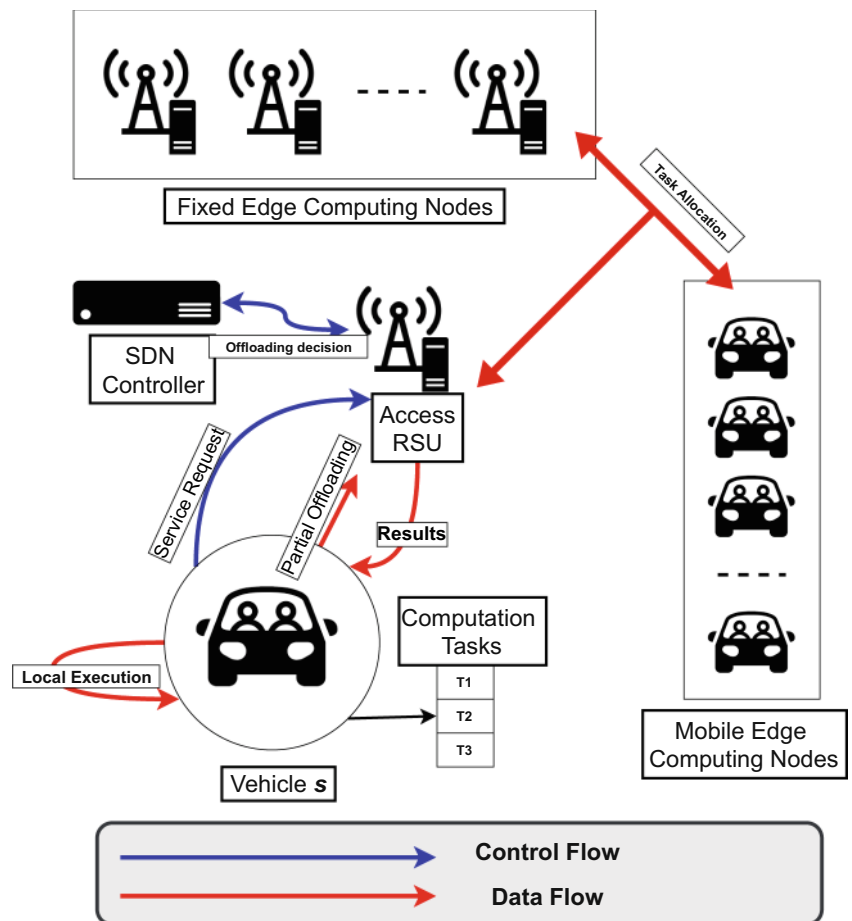 Fixed Edge Computing Nodes
Task Allocation
SDN
Controller
Offloading decision
Access
RSU
Service Request
Partial Offloading
Results
Local Execution
Computation
Tasks
T1
T2
T3
Vehicle s
Mobile Edge
Computing Nodes
Control Flow
Data Flow